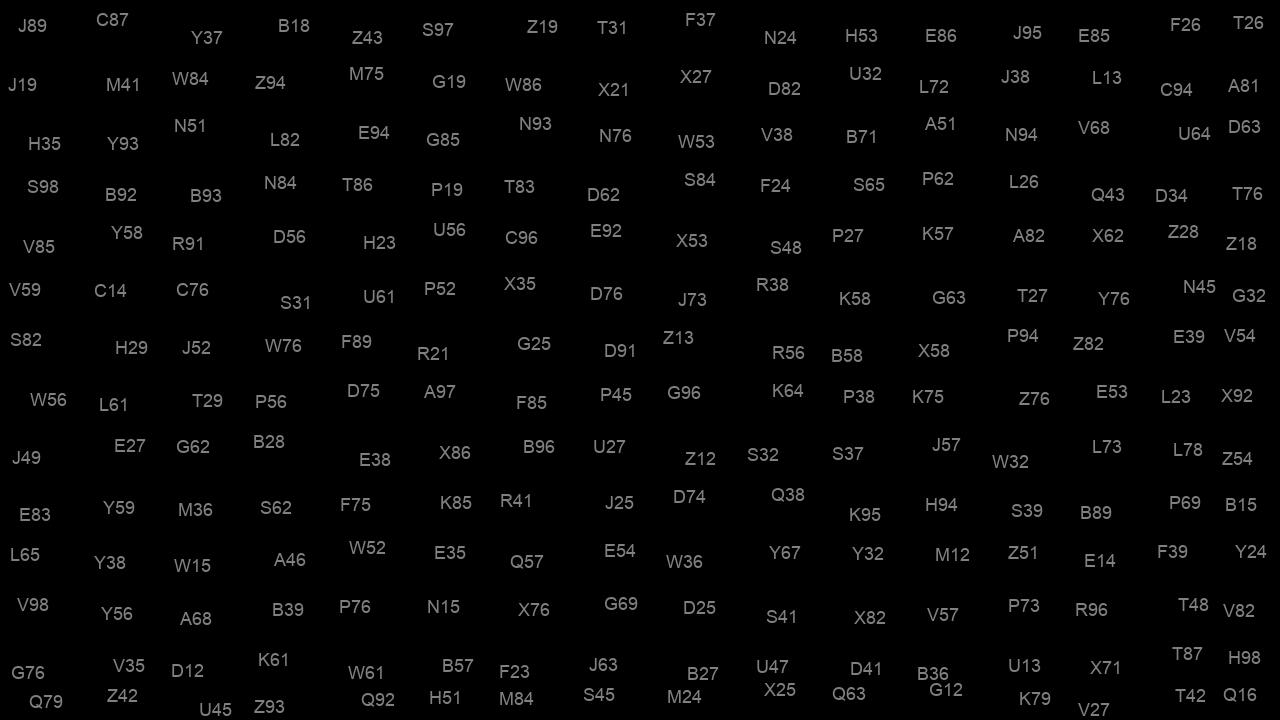 J89 C87 Y37 B18 Z43 S97 Z19 T31 F37 N24 H53 E86 J95 E85 F26 T26
J19 M41 W84 Z94 M75 G19 W86 X21 X27 D82 U32 L72 J38 L13 C94 A81
H35 Y93 N51 L82 E94 G85 N93 N76 W53 V38 B71 A51 N94 V68 U64 D63
S98 B92 B93 N84 T86 P19 T83 D62 S84 F24 S65 P62 L26 Q43 D34 T76
V85 Y58 R91 D56 H23 U56 C96 E92 X53 S48 P27 K57 A82 X62 Z28 Z18
V59 C14 C76 S31 U61 P52 X35 D76 J73 R38 K58 G63 T27 Y76 N45 G32
S82 H29 J52 W76 F89 R21 G25 D91 Z13 R56 B58 X58 P94 Z82 E39 V54
W56 L61 T29 P56 D75 A97 F85 P45 G96 K64 P38 K75 Z76 E53 L23 X92
J49 E27 G62 B28 E38 X86 B96 U27 Z12 S32 S37 J57 W32 L73 L78 Z54
E83 Y59 M36 S62 F75 K85 R41 J25 D74 Q38 K95 H94 S39 B89 P69 B15
L65 Y38 W15 A46 W52 E35 Q57 E54 W36 Y67 Y32 M12 Z51 E14 F39 Y24
V98 Y56 A68 B39 P76 N15 X76 G69 D25 S41 X82 V57 P73 R96 T48 V82
G76 V35 D12 K61 W61 B57 F23 J63 B27 U47 D41 B36 U13 X71 T87 H98
Q79 Z42 U45 Z93 Q92 H51 M84 S45 M24 X25 Q63 G12 K79 V27 T42 Q16